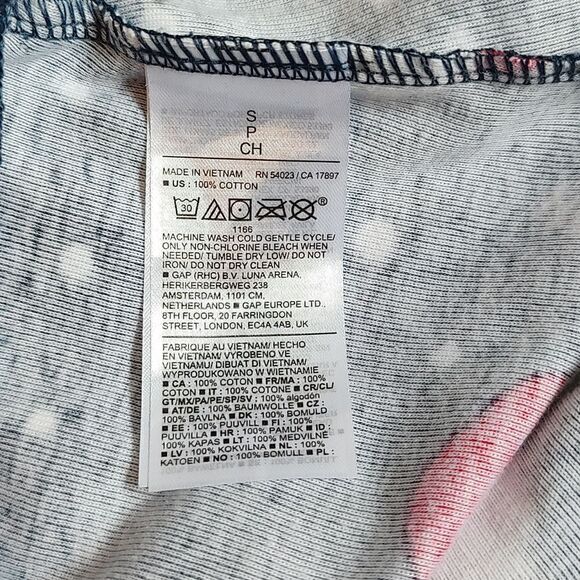 S
P
CH
MADE IN VIETNAM RN 54023 / CA 17897
■ US : 100% COTTON
30 ®
1166
MACHINE WASH COLD GENTLE CYCLE/
ONLY NON-CHLORINE BLEACH WHEN
NEEDED/ TUMBLE DRY LOW/ DO NOT
IRON/ DO NOT DRY CLEAN
■ GAP (RHC) B.V. LUNA ARENA,
HERIKERBERGWEG 238
AMSTERDAM, 1101 CM,
NETHERLANDS ■ GAP EUROPE LTD.,
8TH FLOOR, 20 FARRINGDON
STREET, LONDON, EC4A 4AB, UK
FABRIQUE AU VIETNAM/ HECHO
EN VIETNAM/ VYROBENO VE
VIETNAMU/ DIBUAT DI VIETNAM/
WYPRODUKOWANO W WIETNAMIE
■ CA : 100% COTON ■ FR/MA : 100%
COTON ■ IT : 100% COTONE ■ CR/CL/
GT/MX/PA/PE/SP/SV : 100% algodón
■ AT/DE : 100% BAUMWOLLE ■ CZ :
100% BAVLNA ■ DK : 100% BOMULD
■ EE : 100% PUUVILL ■ FI : 100%
PUUVILLA ■ HR : 100% PAMUK ■ ID :
100% KAPAS ■ LT : 100% MEDVILNE
■ LV : 100% KOKVILNA ■ NL : 100%
KATOEN ■ NO : 100% BOMULL ■ PL :